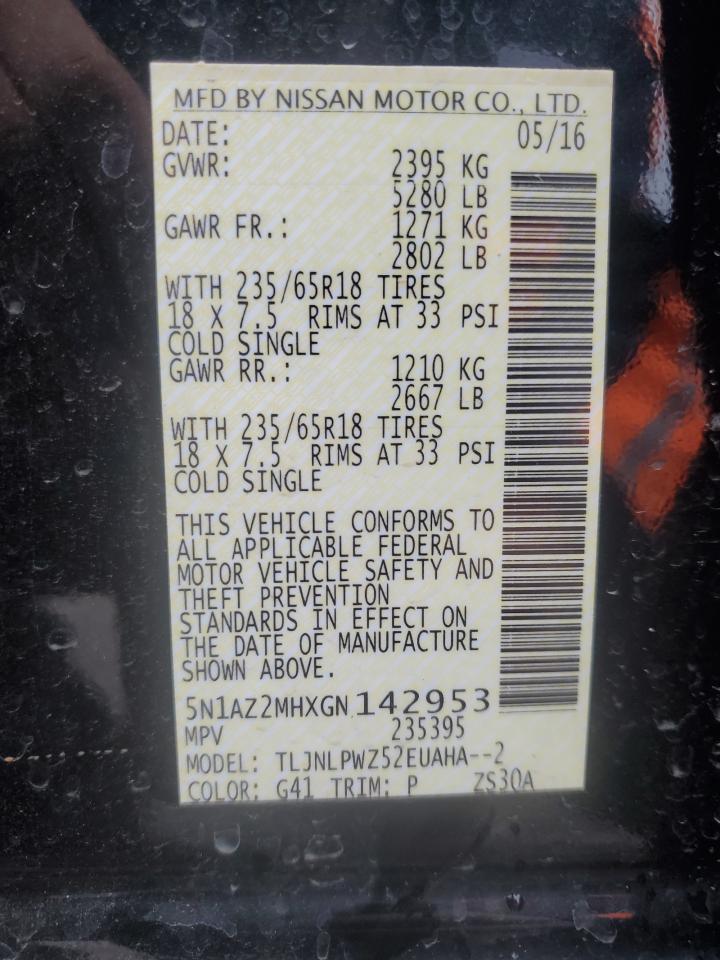 MFD BY NISSAN MOTOR CO., LTD.
DATE: 05/16
GVWR: 2395 KG
5280 LB
GAWR FR.: 1271 KG
2802 LB
WITH 235/65R18 TIRES
18 X 7.5 RIMS AT 33 PSI
COLD SINGLE
GAWR RR.: 1210 KG
2667 LB
WITH 235/65R18 TIRES
18 X 7.5 RIMS AT 33 PSI
COLD SINGLE
THIS VEHICLE CONFORMS TO
ALL APPLICABLE FEDERAL
MOTOR VEHICLE SAFETY AND
THEFT PREVENTION
STANDARDS IN EFFECT ON
THE DATE OF MANUFACTURE
SHOWN ABOVE.
5N1AZ2MHXGN 142953
MPV 235395
MODEL: TLJNLPWZ52EUAHA--2
COLOR: G41 TRIM: P ZS30A